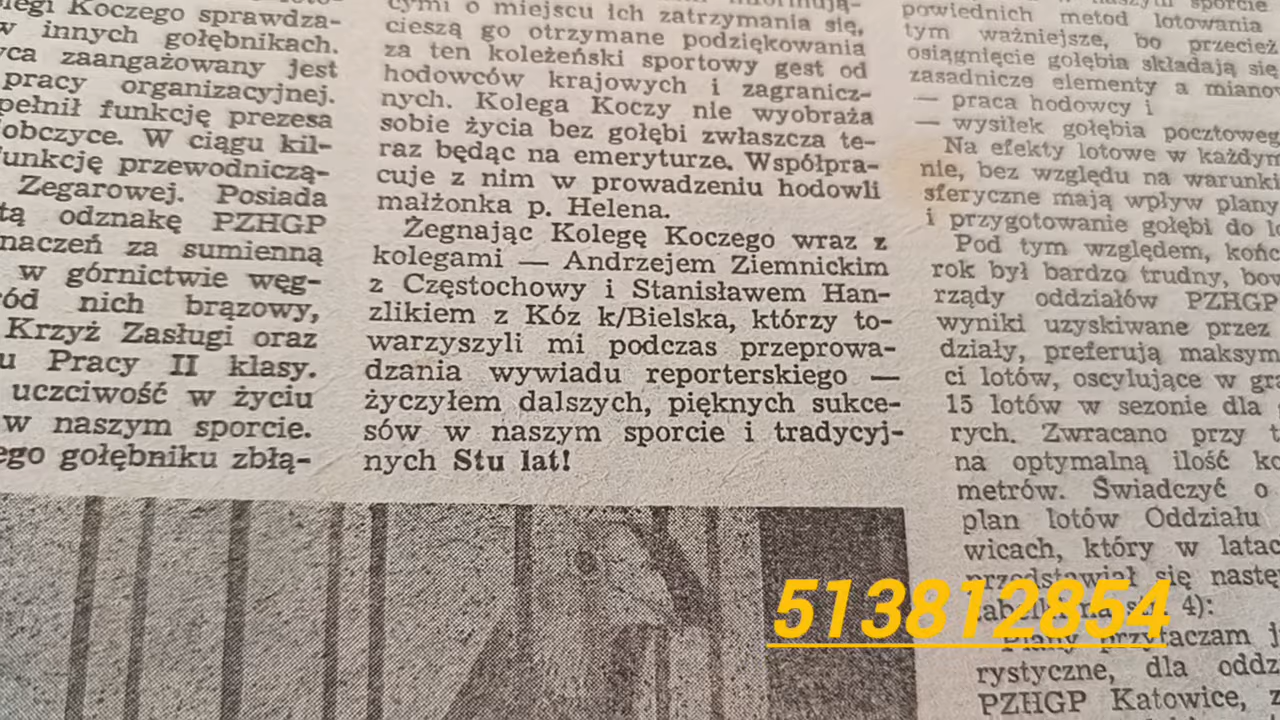 Koczego sprawdza-
w innych gołębnikach.
zaangażowany jest
pracy organizacyjnej.
pełnił funkcję prezesa
W ciągu kil-
funkcję przewodniczą-
Zegarowej. Posiada
odznakę PZHGP
za sumienną
w górnictwie węg-
nich brązowy,
Krzyż Zasługi oraz
Pracy II klasy.
uczciwość w życiu
w naszym sporcie.
gołębniku zbłą-
cymi o miejscu ich zatrzymania się,
cieszą go otrzymane podziękowania
za ten koleżeński sportowy gest od
hodowców krajowych i zagranicz-
nych. Kolega Koczy nie wyobraża
sobie życia bez gołębi zwłaszcza te-
raz będąc na emeryturze. Współpra-
cuje z nim w prowadzeniu hodowli
małżonka p. Helena.
Żegnając Kolegę Koczego wraz z
kolegami — Andrzejem Ziemnickim
z Częstochowy i Stanisławem Han-
zlikiem z Kóz k/Bielska, którzy to-
warzyszyli mi podczas przeprowa-
dzania wywiadu reporterskiego —
życzyłem dalszych, pięknych sukce-
sów w naszym sporcie i tradycyj-
nych Stu lat!
powiednich metod lotowania
tym ważniejsze, bo przecież
osiągnięcie gołębia składają się
zasadnicze elementy a mianow
— praca hodowcy i
— wysiłek gołębia pocztoweg
Na efekty lotowe w każdym
nie, bez względu na warunki
sferyczne mają wpływ plany
i przygotowanie gołębi do lo
Pod tym względem, końc
rok był bardzo trudny, bow
rządy oddziałów PZHGP
wyniki uzyskiwane przez
działy, preferują maksym
ci lotów, oscylujące w gra
15 lotów w sezonie dla
rych. Zwracano przy t
na optymalną ilość ko
metrów. Świadczyć o
plan lotów Oddziału
wicach, który w latac
przedstawiał się nastę
tabelka na str. 4):
Plany przytaczam j
rystyczne, dla oddz
PZHGP Katowice, z
513812854